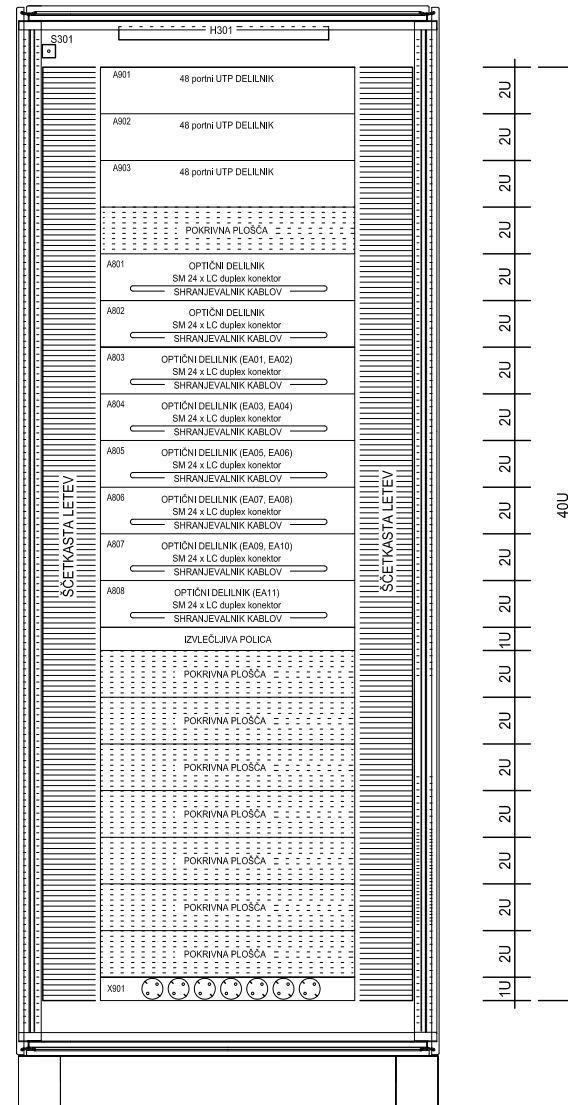 H301
S301
A901 48 portni UTP DELILNIK 2U
A902 48 portni UTP DELILNIK 2U
A903 48 portni UTP DELILNIK 2U
POKRIVNA PLOŠČA 2U
A801 OPTIČNI DELILNIK
SM 24 x LC duplex konektor 2U
SHRANJEVALNIK KABLOV
A802 OPTIČNI DELILNIK
SM 24 x LC duplex konektor 2U
SHRANJEVALNIK KABLOV
A803 OPTIČNI DELILNIK (EA01, EA02)
SM 24 x LC duplex konektor 2U
SHRANJEVALNIK KABLOV
A804 OPTIČNI DELILNIK (EA03, EA04)
SM 24 x LC duplex konektor 2U
SHRANJEVALNIK KABLOV
A805 OPTIČNI DELILNIK (EA05, EA06)
SM 24 x LC duplex konektor 2U
SHRANJEVALNIK KABLOV
A806 OPTIČNI DELILNIK (EA07, EA08)
SM 24 x LC duplex konektor 2U
SHRANJEVALNIK KABLOV
A807 OPTIČNI DELILNIK (EA09, EA10)
SM 24 x LC duplex konektor 2U
SHRANJEVALNIK KABLOV
A808 OPTIČNI DELILNIK (EA11)
SM 24 x LC duplex konektor 2U
SHRANJEVALNIK KABLOV
IZVLEČLJIVA POLICA 1U
POKRIVNA PLOŠČA 2U
POKRIVNA PLOŠČA 2U
POKRIVNA PLOŠČA 2U
POKRIVNA PLOŠČA 2U
POKRIVNA PLOŠČA 2U
POKRIVNA PLOŠČA 2U
POKRIVNA PLOŠČA 2U
X901 1U
ŠČETKASTA LETEV
ŠČETKASTA LETEV
40U